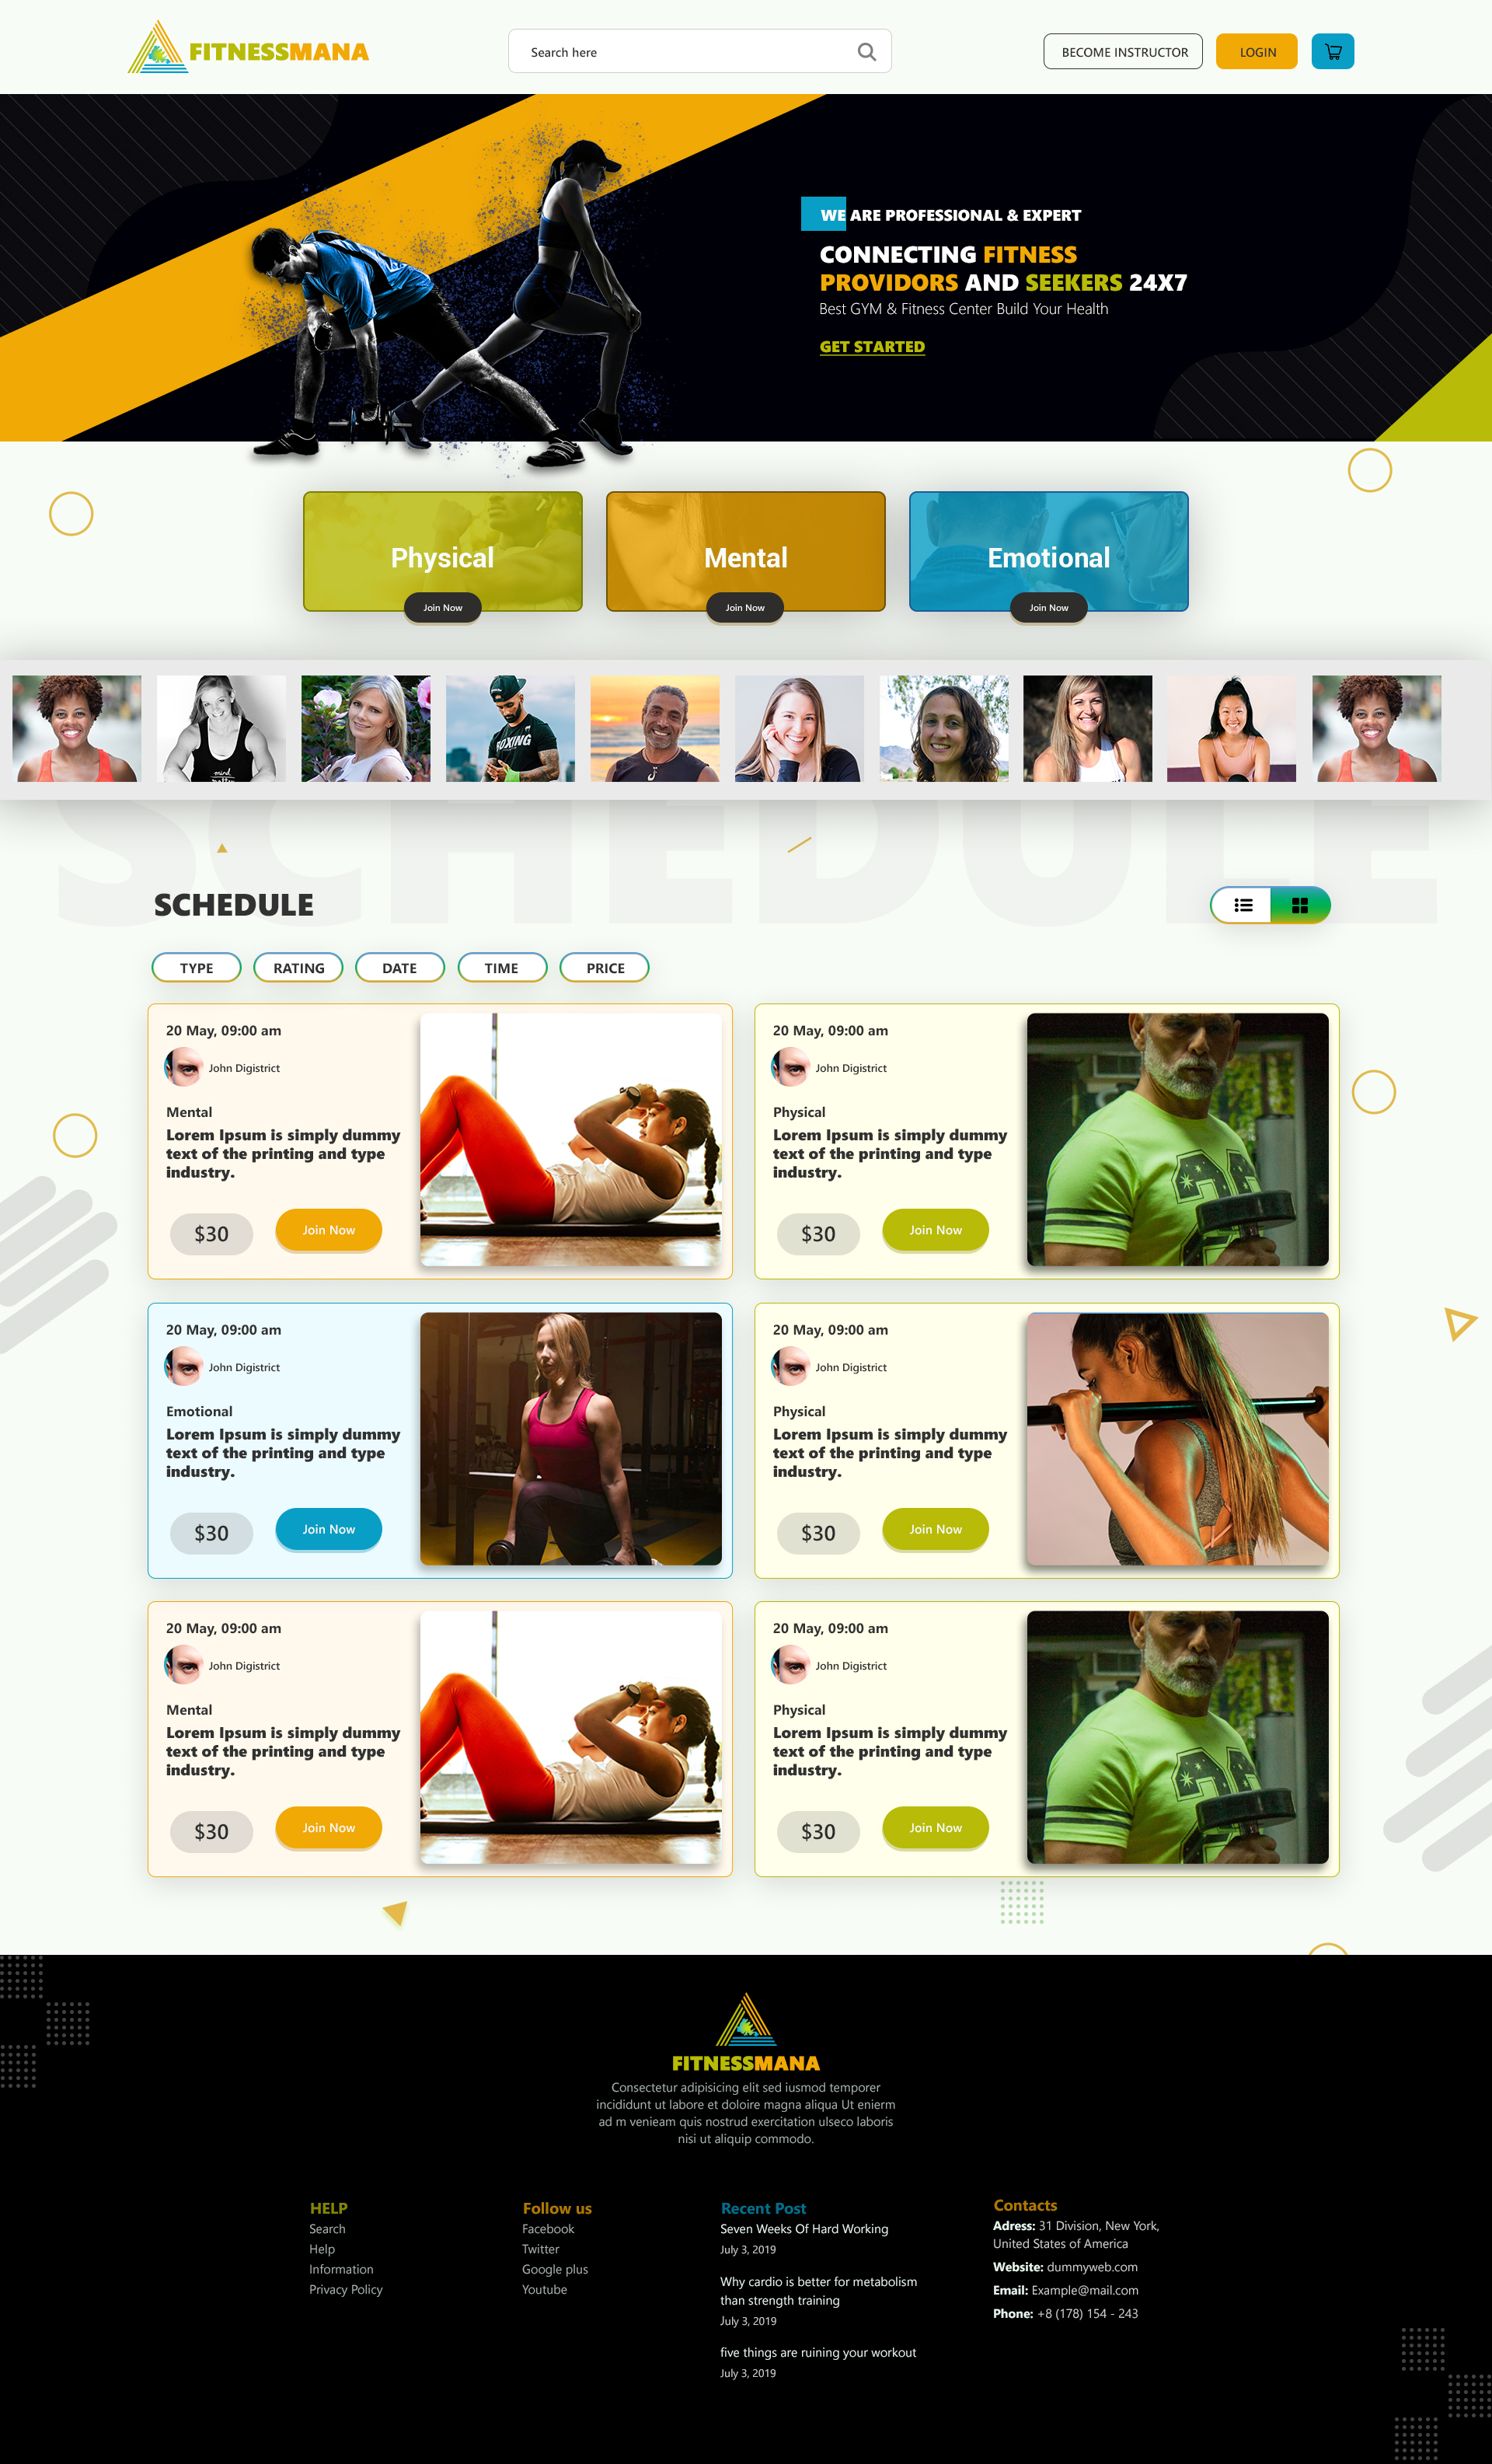 FITNESSMANA
Search here
BECOME INSTRUCTOR
LOGIN
WE ARE PROFESSIONAL & EXPERT
CONNECTING FITNESS
PROVIDORS AND SEEKERS 24X7
Best GYM & Fitness Center Build Your Health
GET STARTED
Physical
Join Now
Mental
Join Now
Emotional
Join Now
BOXING
mind
matter
SCHEDULE
SCHEDULE
TYPE
RATING
DATE
TIME
PRICE
20 May, 09:00 am
John Digistrict
Mental
Lorem Ipsum is simply dummy
text of the printing and type
industry.
$30
Join Now
20 May, 09:00 am
John Digistrict
Physical
Lorem Ipsum is simply dummy
text of the printing and type
industry.
$30
Join Now
20 May, 09:00 am
John Digistrict
Emotional
Lorem Ipsum is simply dummy
text of the printing and type
industry.
$30
Join Now
20 May, 09:00 am
John Digistrict
Physical
Lorem Ipsum is simply dummy
text of the printing and type
industry.
$30
Join Now
20 May, 09:00 am
John Digistrict
Mental
Lorem Ipsum is simply dummy
text of the printing and type
industry.
$30
Join Now
20 May, 09:00 am
John Digistrict
Physical
Lorem Ipsum is simply dummy
text of the printing and type
industry.
$30
Join Now
FITNESSMANA
Consectetur adipisicing elit sed iusmod temporer
incididunt ut labore et doloire magna aliqua Ut enierm
ad m venieam quis nostrud exercitation ulseco laboris
nisi ut aliquip commodo.
HELP
Search
Help
Information
Privacy Policy
Follow us
Facebook
Twitter
Google plus
Youtube
Recent Post
Seven Weeks Of Hard Working
July 3, 2019
Why cardio is better for metabolism
than strength training
July 3, 2019
five things are ruining your workout
July 3, 2019
Contacts
Adress: 31 Division, New York,
United States of America
Website: dummyweb.com
Email: Example@mail.com
Phone: +8 (178) 154 - 243